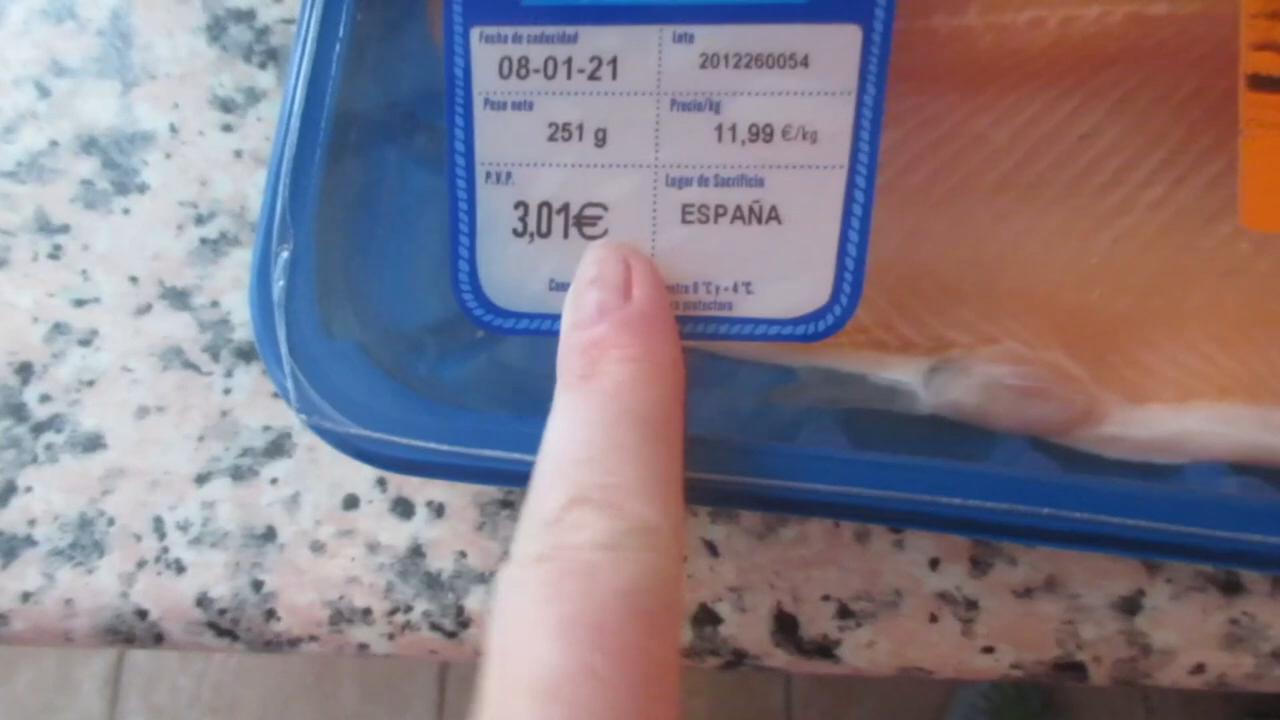 Fecha de caducidad
Lote
08-01-21
2012260054
Peso neto
Precio/kg
251 g
11,99 €/kg
P.V.P.
Lugar de Sacrificio
3,01€
ESPAÑA
entre 0 °C y + 4 °C.
protectora